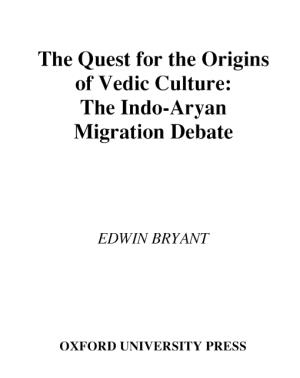 The Quest for the Origins
of Vedic Culture:
The Indo-Aryan
Migration Debate
EDWIN BRYANT
OXFORD UNIVERSITY PRESS